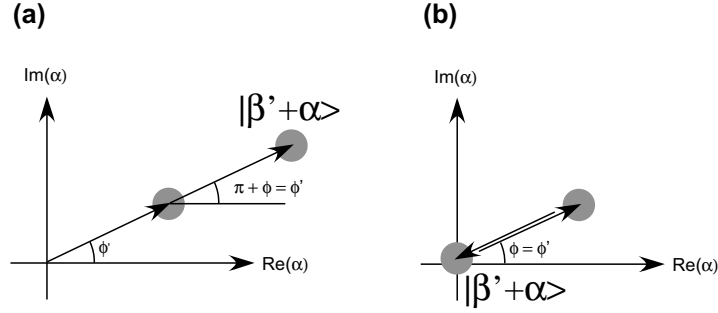 (a)
(b)
Im(α)
Im(α)
|β’+α>
π + ϕ = ϕ’
ϕ’
ϕ = ϕ’
Re(α)
Re(α)
|β’+α>